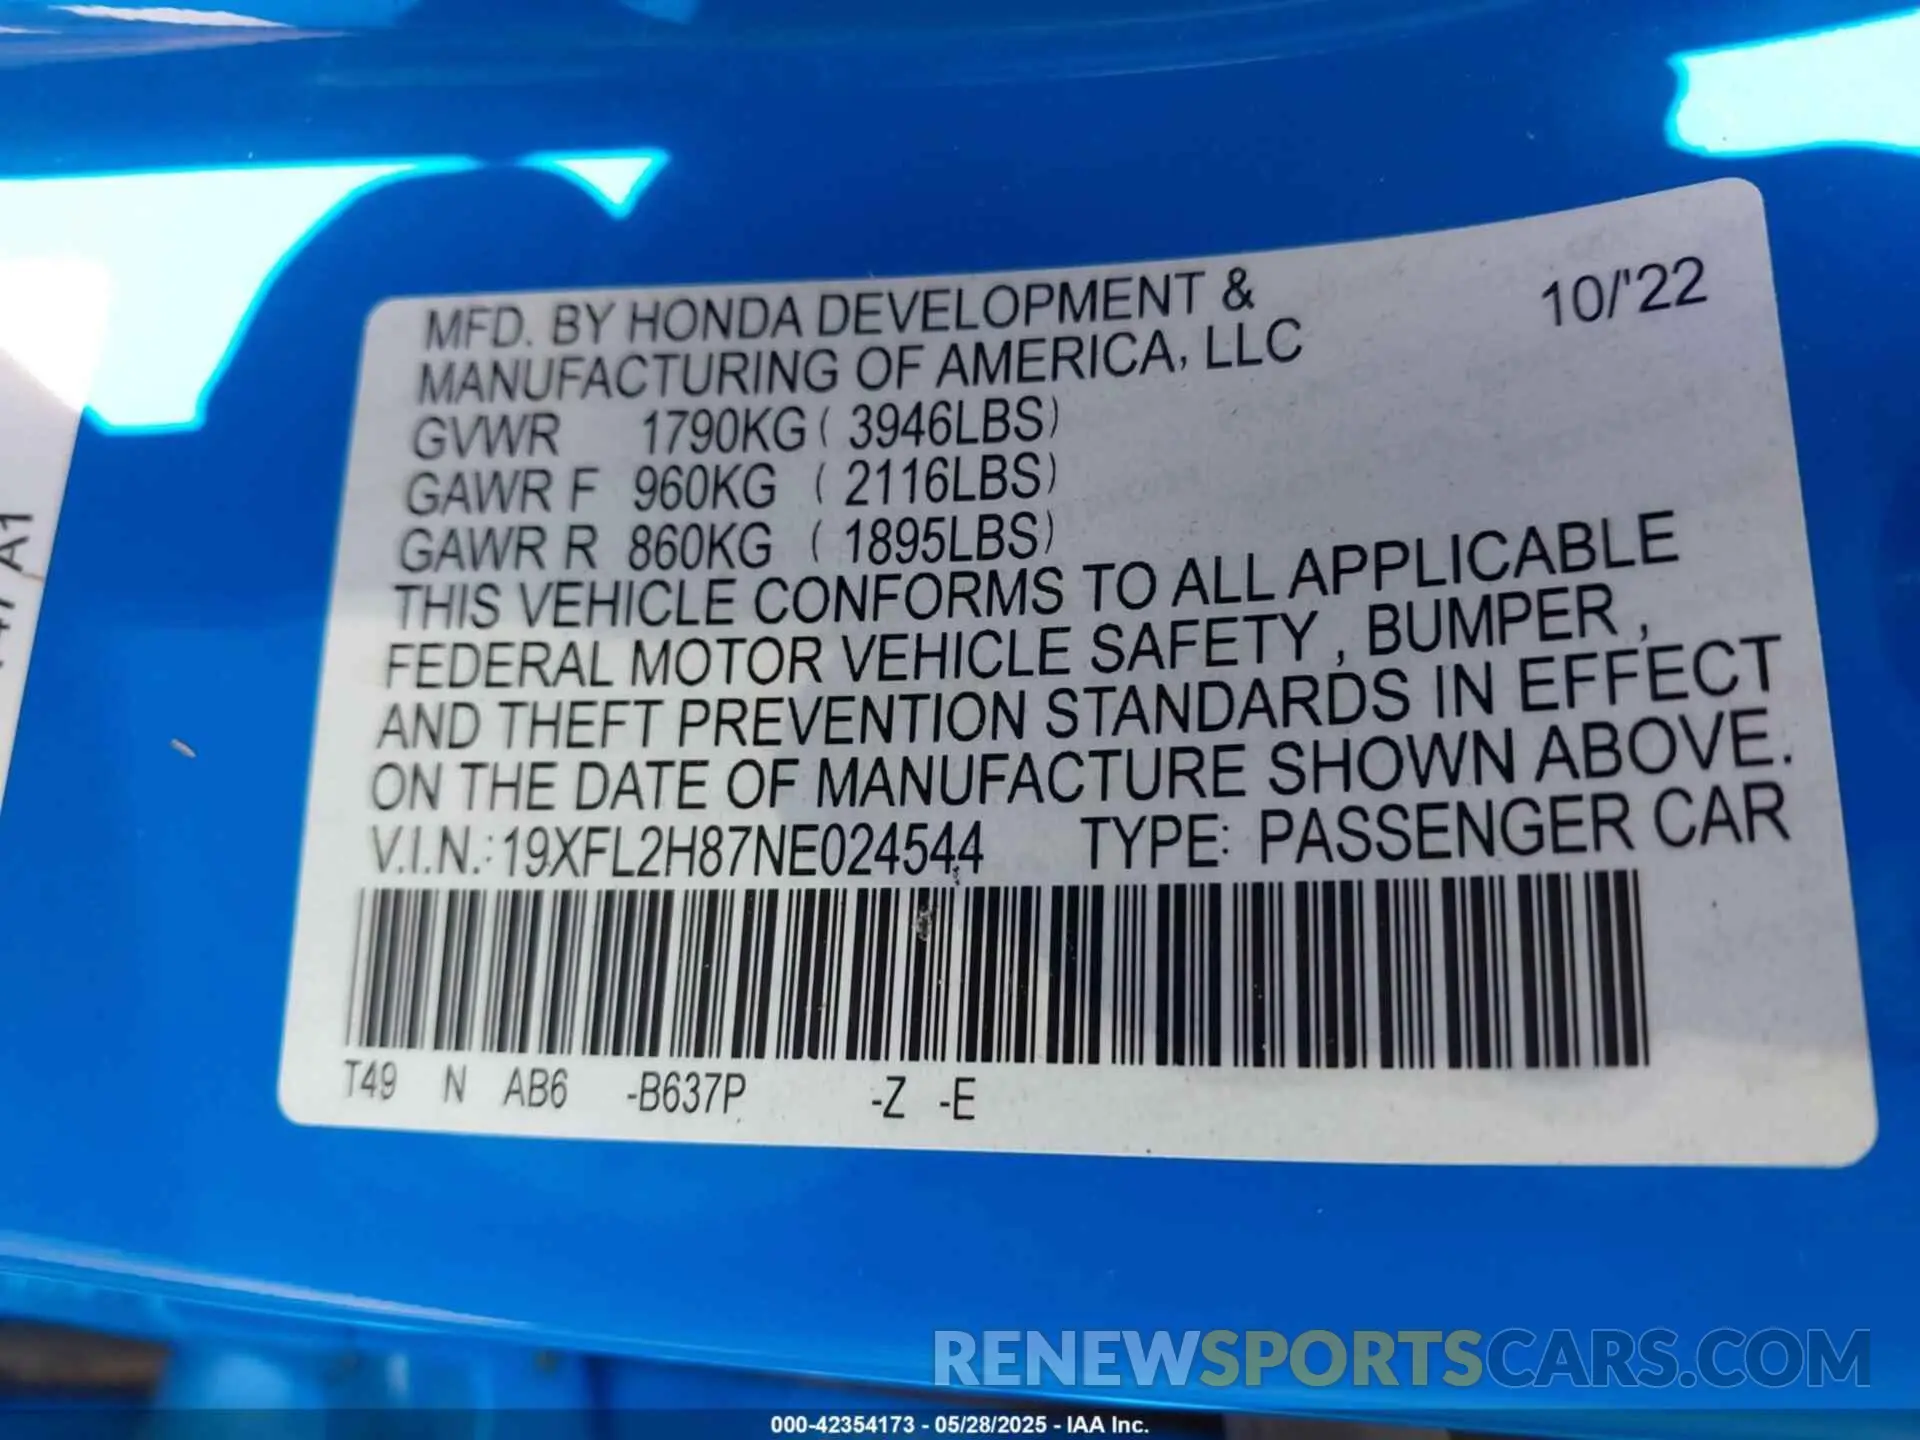 MFD. BY HONDA DEVELOPMENT & 10/'22
MANUFACTURING OF AMERICA, LLC
GVWR 1790KG ( 3946LBS)
GAWR F 960KG ( 2116LBS)
GAWR R 860KG ( 1895LBS)
THIS VEHICLE CONFORMS TO ALL APPLICABLE
FEDERAL MOTOR VEHICLE SAFETY , BUMPER ,
AND THEFT PREVENTION STANDARDS IN EFFECT
ON THE DATE OF MANUFACTURE SHOWN ABOVE.
V.I.N.: 19XFL2H87NE024544 TYPE: PASSENGER CAR
T49 N AB6 -B637P -Z -E
A1
RENEWSPORTSCARS.COM
000-42354173 - 05/28/2025 - IAA Inc.